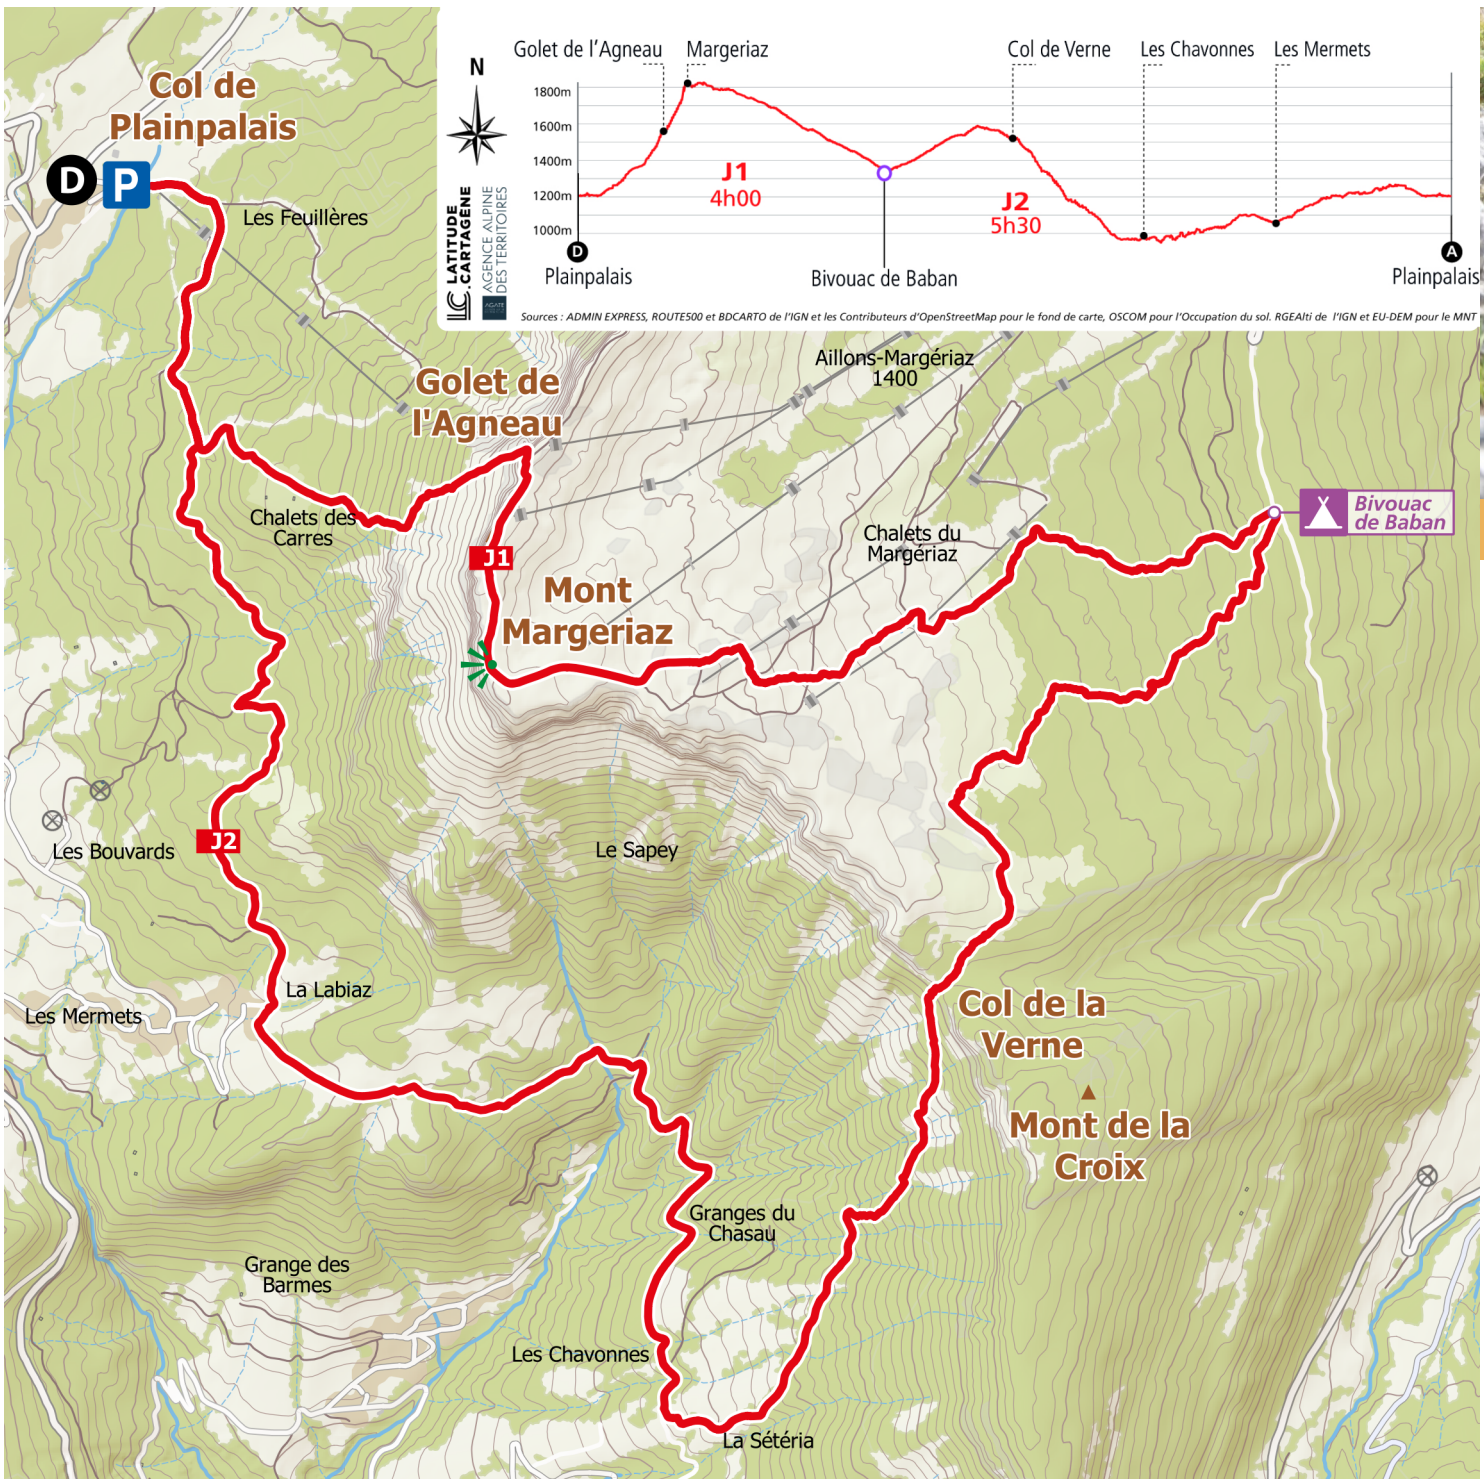 Golet de l'Agneau
Margeriaz
Col de Verne
Les Chavonnes
Les Mermets
N
1800m
1600m
1400m
1200m
1000m
J1
4h00
J2
5h30
D
A
Plainpalais
Bivouac de Baban
Plainpalais
LC
LATITUDE
.CARTAGÈNE
AGENCE ALPINE
DES TERRITOIRES
AGATE
Sources : ADMIN EXPRESS, ROUTE500 et BDCARTO de l'IGN et les Contributeurs d'OpenStreetMap pour le fond de carte, OSCOM pour l'Occupation du sol. RGEAlti de l'IGN et EU-DEM pour le MNT
Col de
Plainpalais
D
P
Les Feuillères
Aillons-Margériaz
1400
Golet de
l'Agneau
Chalets des
Carres
J1
Chalets du
Margériaz
Bivouac
de Baban
Mont
Margeriaz
J2
Les Bouvards
Le Sapey
La Labiaz
Les Mermets
Col de la
Verne
Mont de la
Croix
Granges du
Chasau
Grange des
Barmes
Les Chavonnes
La Sétéria